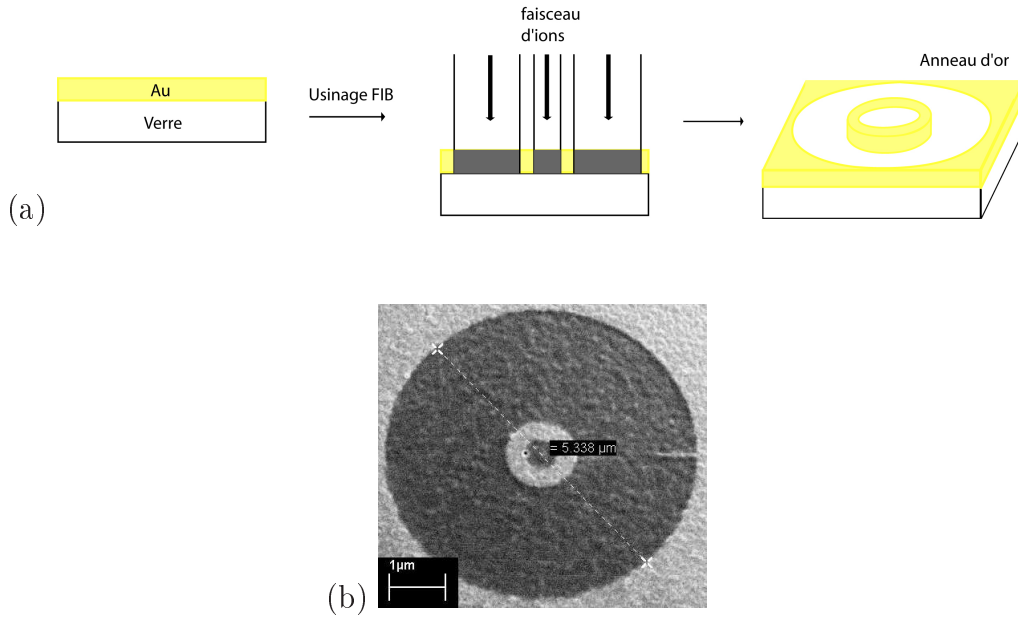 faisceau
d'ions
Anneau d'or
Au
Usinage FIB
Verre
(a)
= 5.338 µm
1µm
(b)